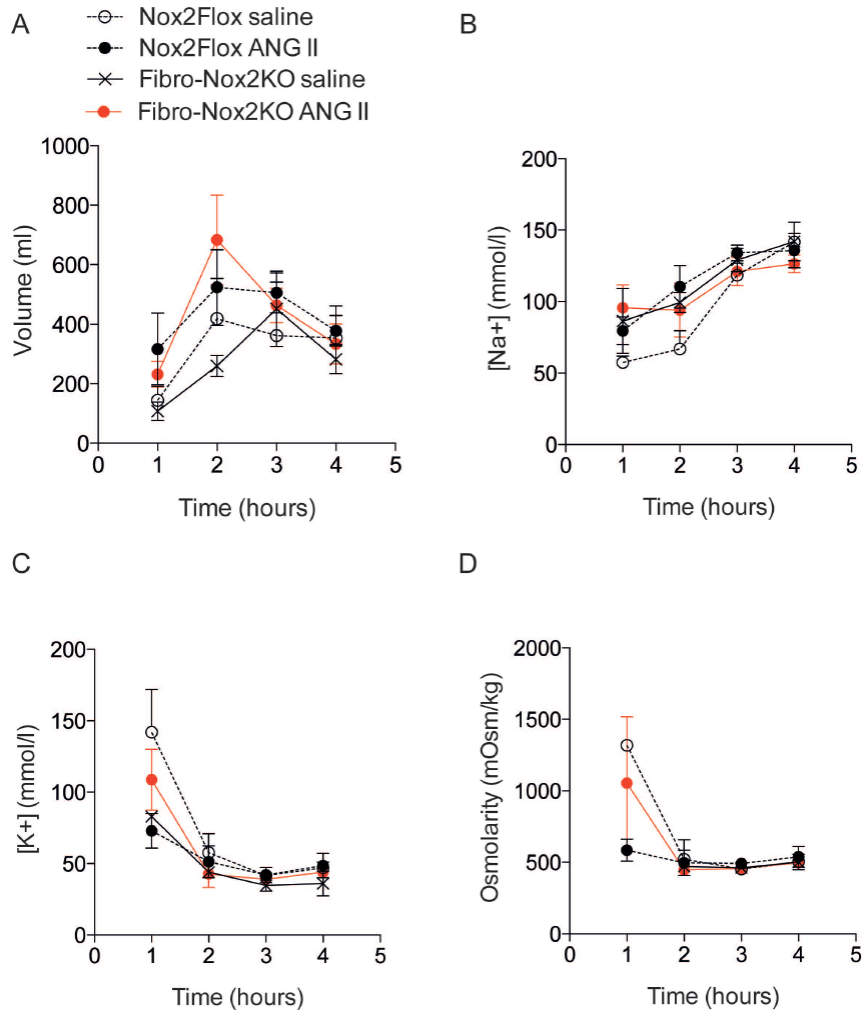 A
Nox2Flox saline
Nox2Flox ANG II
Fibro-Nox2KO saline
Fibro-Nox2KO ANG II
Volume (ml)
1000
800
600
400
200
0
0 1 2 3 4 5
Time (hours)
B
[Na+] (mmol/l)
200
150
100
50
0
0 1 2 3 4 5
Time (hours)
C
[K+] (mmol/l)
200
150
100
50
0
0 1 2 3 4 5
Time (hours)
D
Osmolarity (mOsm/kg)
2000
1500
1000
500
0
0 1 2 3 4 5
Time (hours)